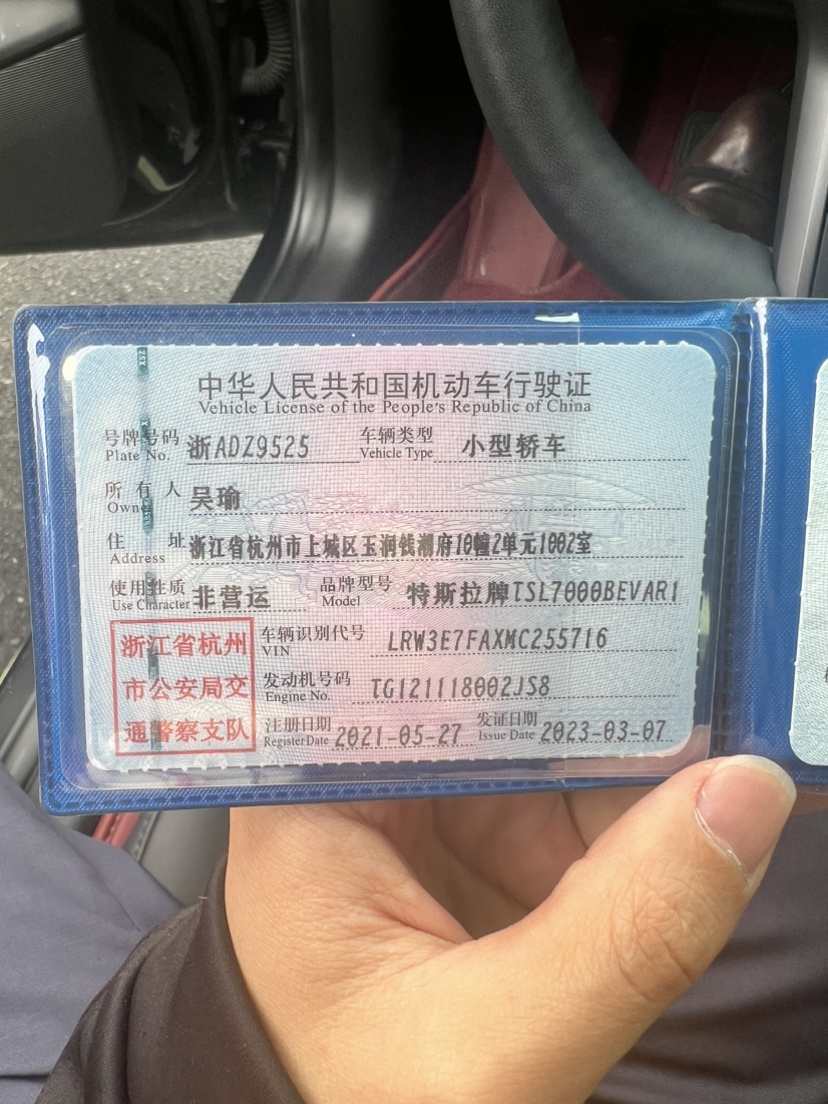 中华人民共和国机动车行驶证
Vehicle License of the People's Republic of China
号牌号码 浙ADZ9525 车辆类型 小型轿车
Plate No. Vehicle Type
所有人 吴瑜
Owner
住址 浙江省杭州市上城区玉润钱潮府10幢2单元1002室
Address
使用性质 非营运 品牌型号 特斯拉牌TSL7000BEVAR1
Use Character Model
浙江省杭州 车辆识别代号 LRW3E7FAXMC255716
VIN
市公安局交 发动机号码 TG121118002JS8
Engine No.
通警察支队 注册日期 2021-05-27 发证日期 2023-03-07
Register Date Issue Date